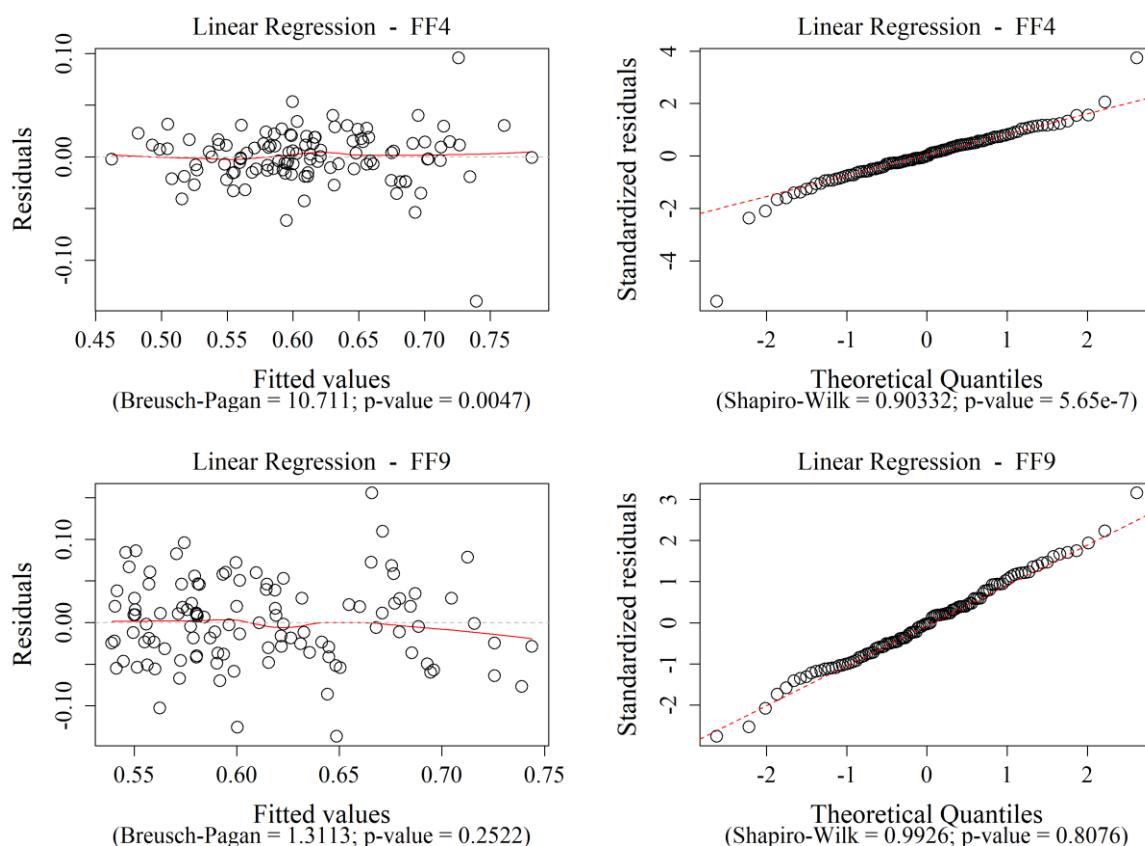 Linear Regression - FF4
0.10
0.00
-0.10
Residuals
0.45 0.50 0.55 0.60 0.65 0.70 0.75
Fitted values
(Breusch-Pagan = 10.711; p-value = 0.0047)
Linear Regression - FF4
4
2
0
-2
-4
Standardized residuals
-2 -1 0 1 2
Theoretical Quantiles
(Shapiro-Wilk = 0.90332; p-value = 5.65e-7)
Linear Regression - FF9
0.10
0.00
-0.10
Residuals
0.55 0.60 0.65 0.70 0.75
Fitted values
(Breusch-Pagan = 1.3113; p-value = 0.2522)
Linear Regression - FF9
3
2
1
0
-1
-2
Standardized residuals
-2 -1 0 1 2
Theoretical Quantiles
(Shapiro-Wilk = 0.9926; p-value = 0.8076)